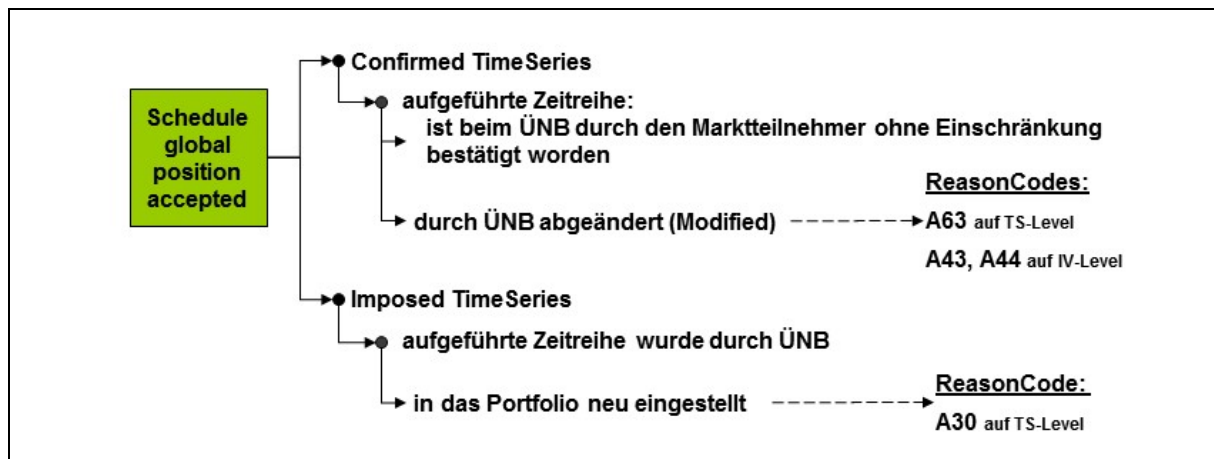 Schedule
global
position
accepted
Confirmed TimeSeries
aufgeführte Zeitreihe:
ist beim ÜNB durch den Marktteilnehmer ohne Einschränkung
bestätigt worden
durch ÜNB abgeändert (Modified)
ReasonCodes:
A63 auf TS-Level
A43, A44 auf IV-Level
Imposed TimeSeries
aufgeführte Zeitreihe wurde durch ÜNB
in das Portfolio neu eingestellt
ReasonCode:
A30 auf TS-Level